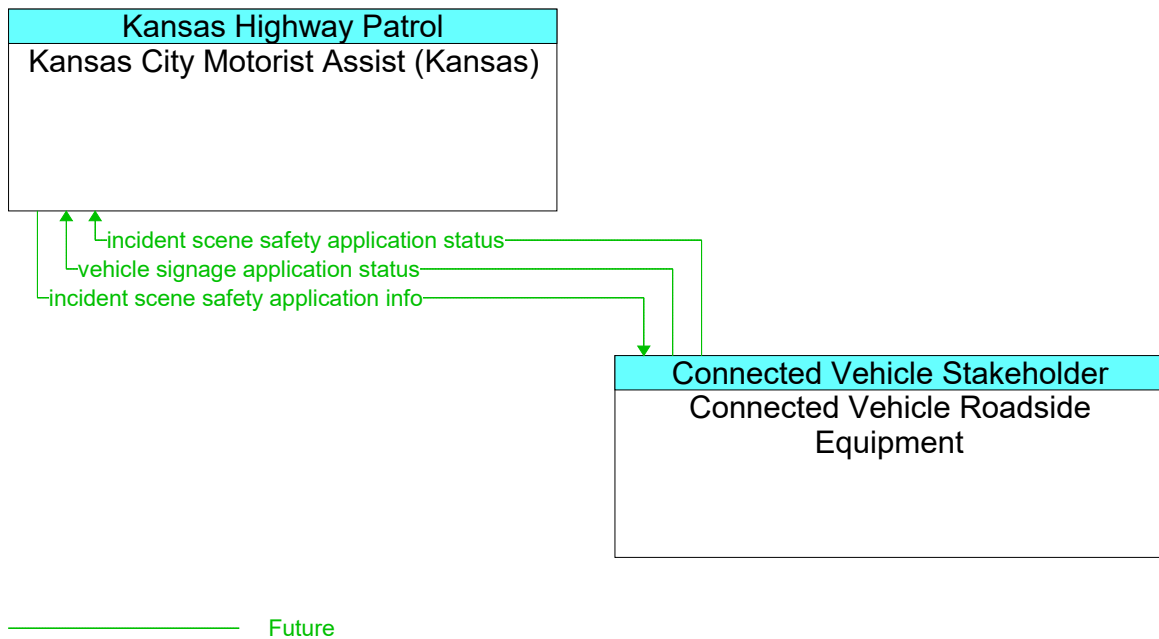 Kansas Highway Patrol
Kansas City Motorist Assist (Kansas)
incident scene safety application status
vehicle signage application status
incident scene safety application info
Connected Vehicle Stakeholder
Connected Vehicle Roadside
Equipment
Future